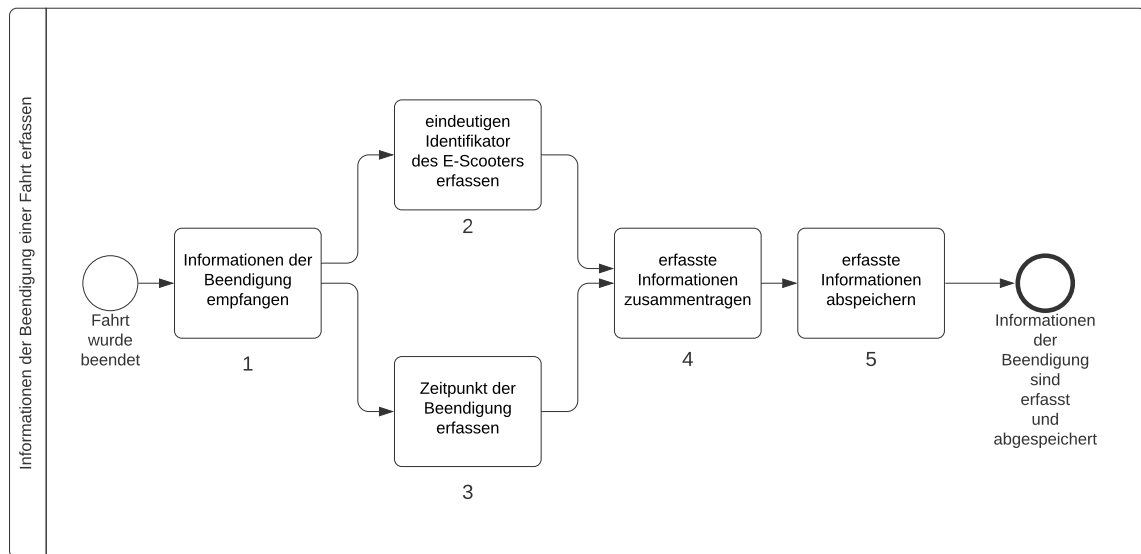 Informationen der Beendigung einer Fahrt erfassen
Fahrt
wurde
beendet
Informationen der
Beendigung
empfangen
1
eindeutigen
Identifikator
des E-Scooters
erfassen
2
Zeitpunkt der
Beendigung
erfassen
3
erfasste
Informationen
zusammentragen
4
erfasste
Informationen
abspeichern
5
Informationen
der
Beendigung
sind
erfasst
und
abgespeichert